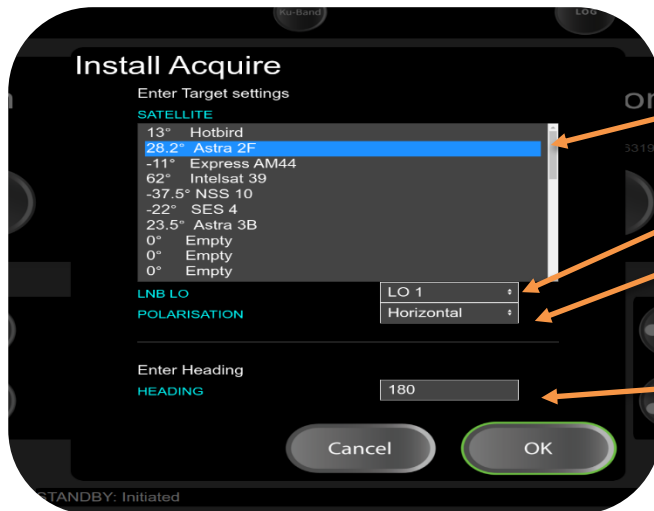 Ku-Band
LOG
Install Acquire
Enter Target settings
SATELLITE
13° Hotbird
28.2° Astra 2F
-11° Express AM44
62° Intelsat 39
-37.5° NSS 10
-22° SES 4
23.5° Astra 3B
0° Empty
0° Empty
0° Empty
LNB LO LO 1
POLARISATION Horizontal
Enter Heading
HEADING 180
Cancel OK
STANDBY: Initiated